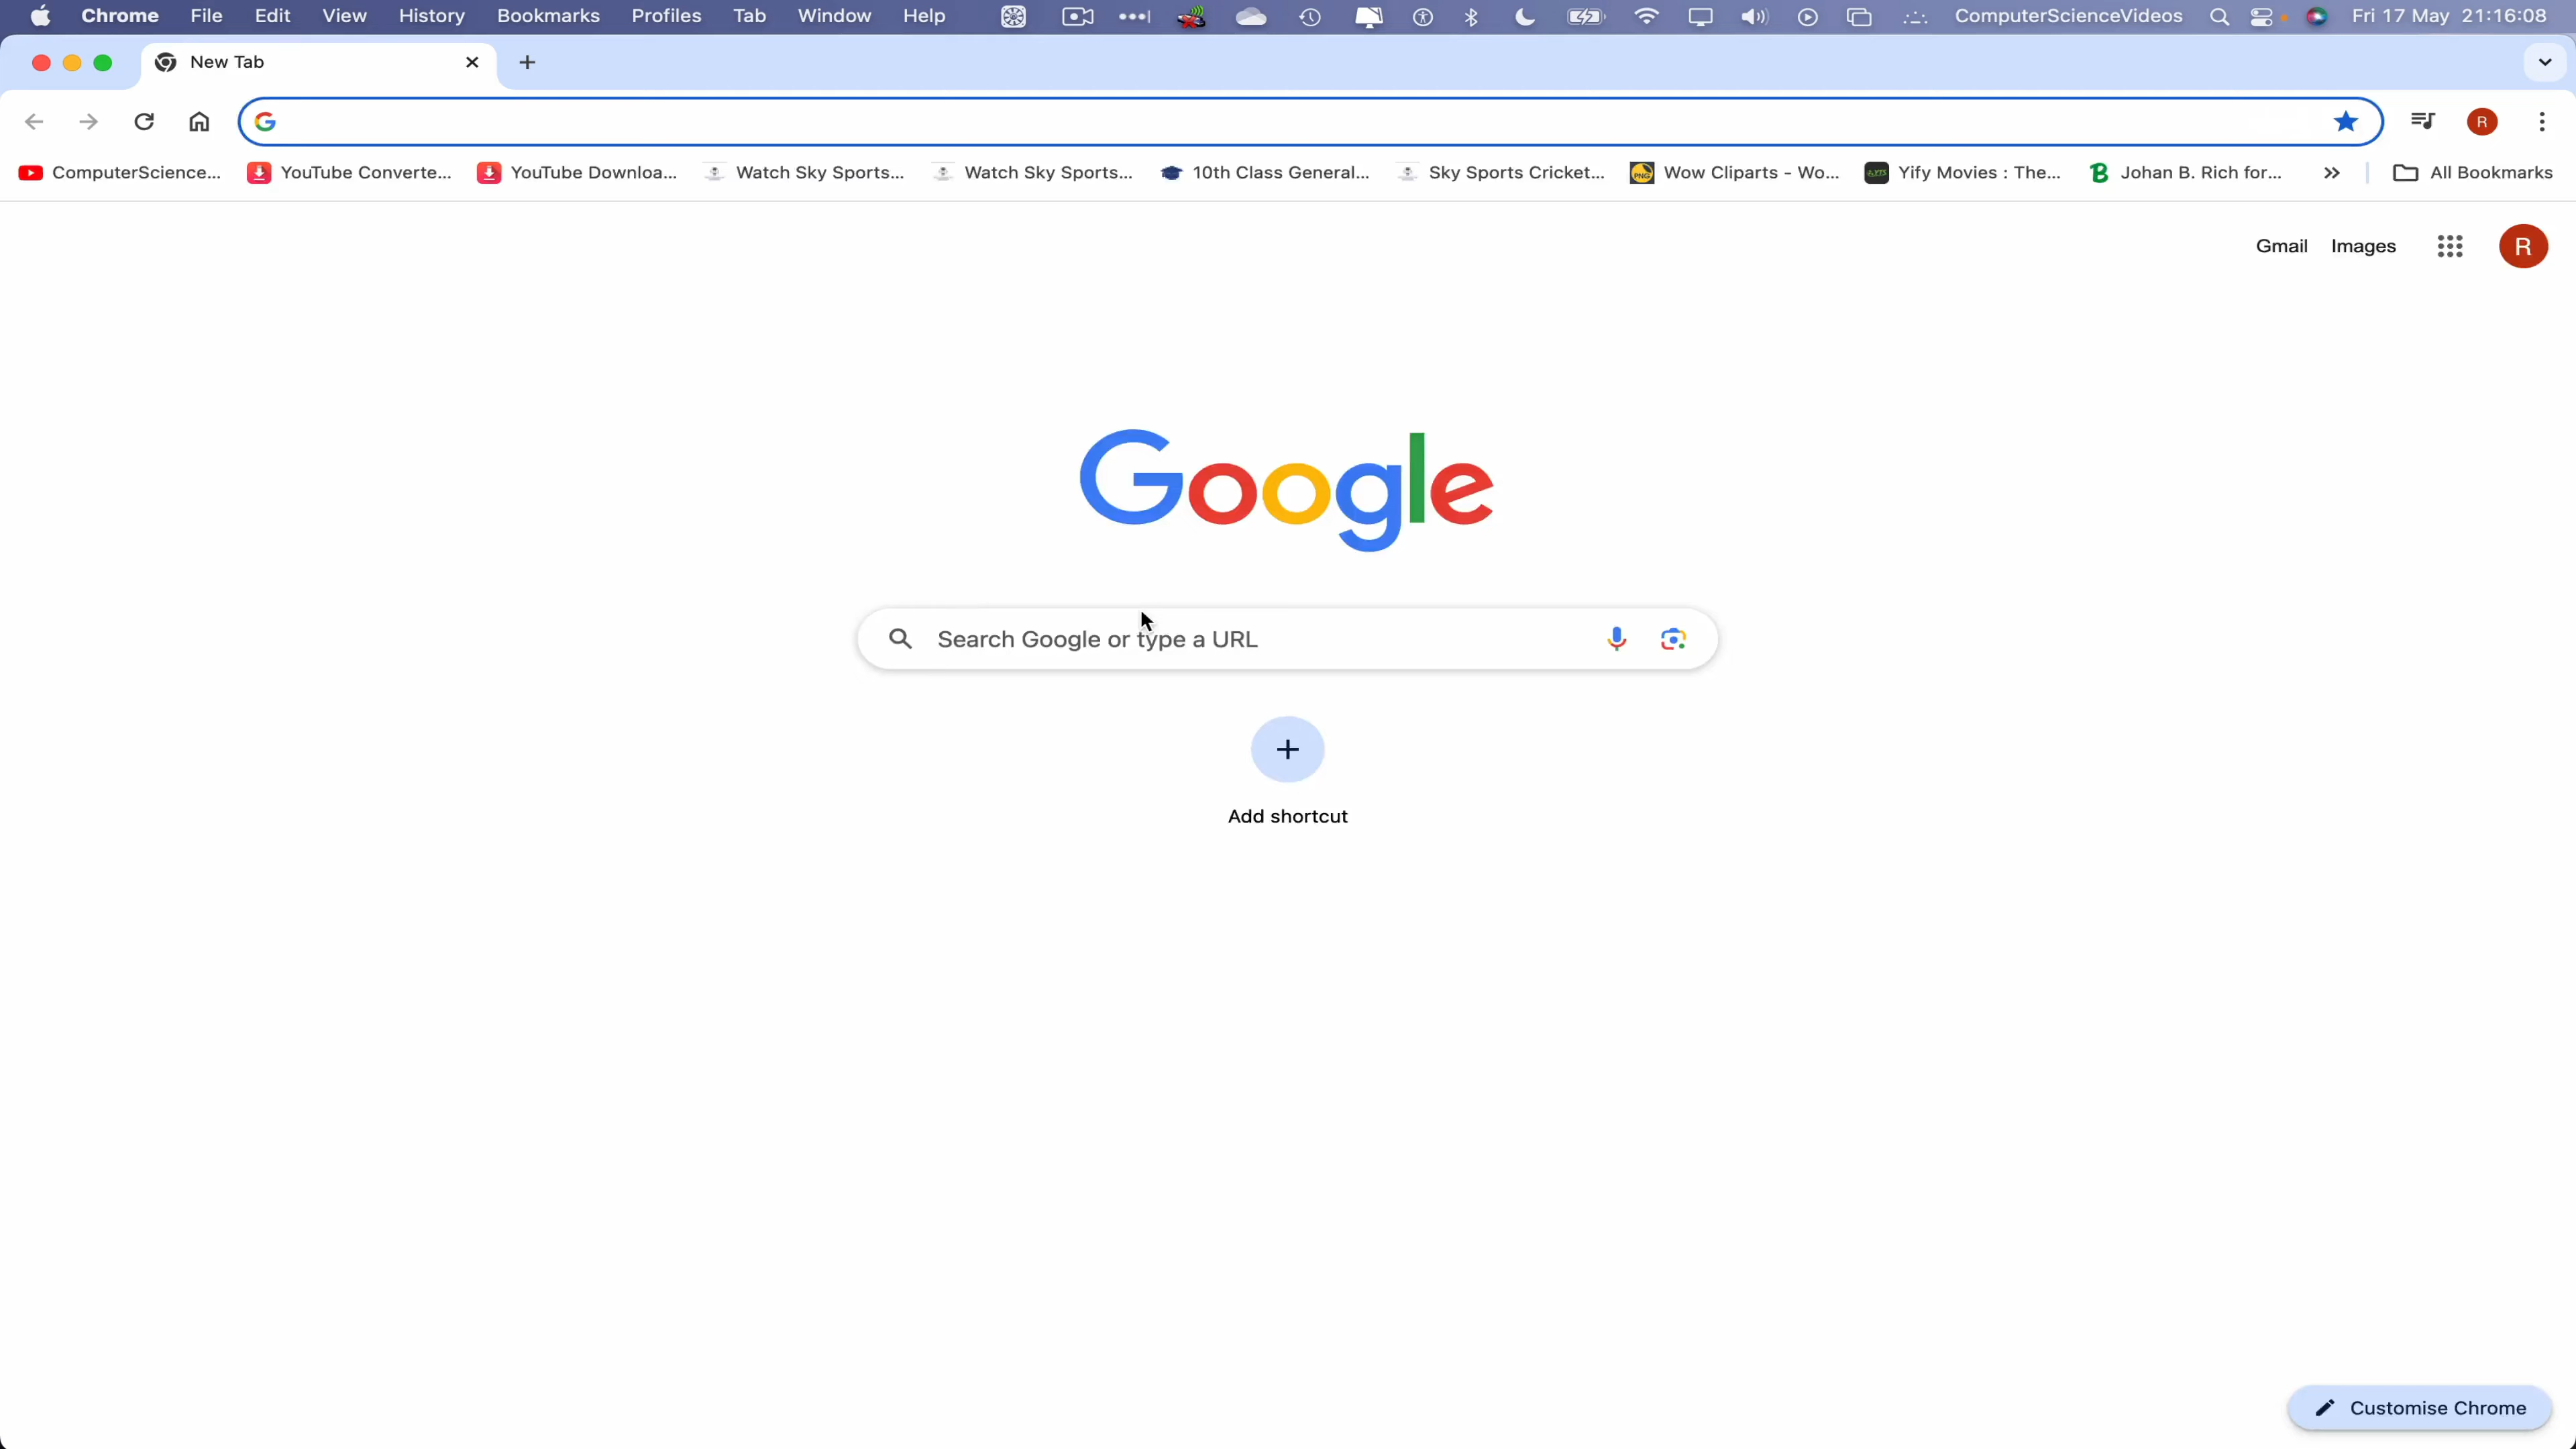 Chrome File Edit View History Bookmarks Profiles Tab Window Help ComputerScienceVideos Fri 17 May 21:16:08
New Tab
R
ComputerScience... YouTube Converte... YouTube Downloa... Watch Sky Sports... Watch Sky Sports... 10th Class General... Sky Sports Cricket... Wow Cliparts - Wo... Yify Movies : The... Johan B. Rich for... All Bookmarks
Gmail Images R
Google
Search Google or type a URL
Add shortcut
Customise Chrome